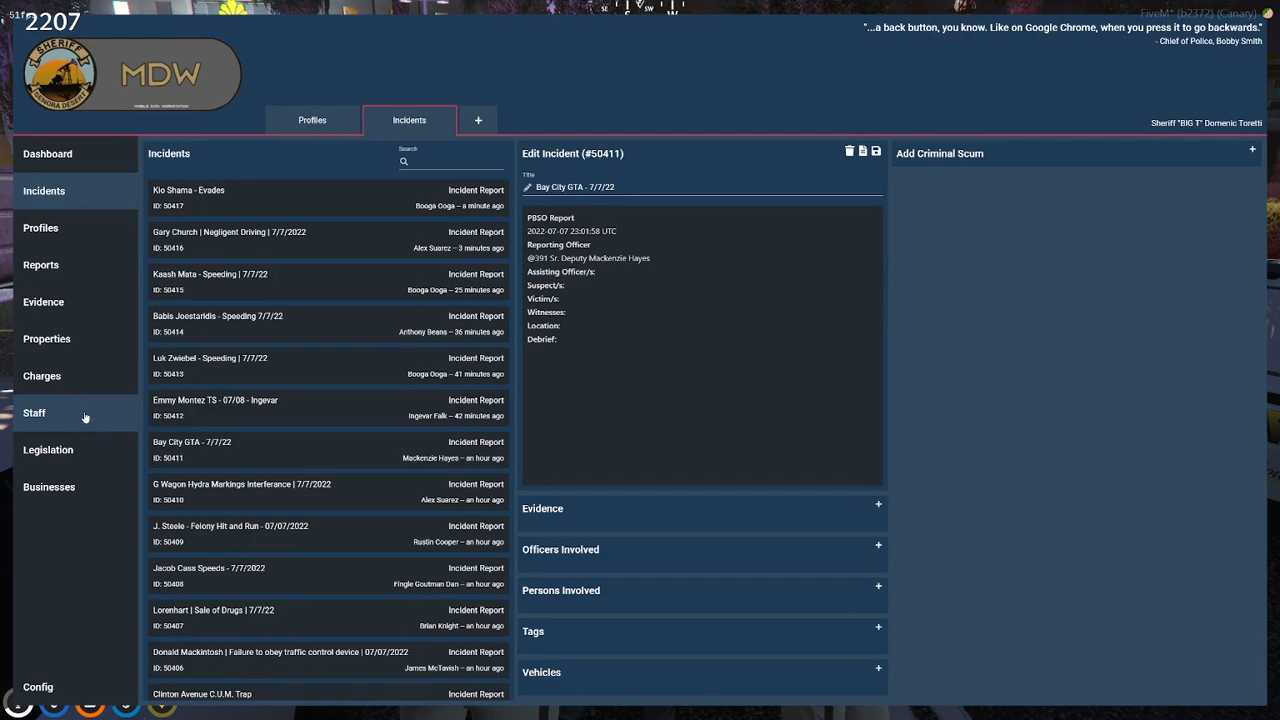 2207
FiveM* (b2372) (Canary)
SE
SW
W
"...a back button, you know. Like on Google Chrome, when you press it to go backwards."
- Chief of Police, Bobby Smith
SHERIFF
SENORA DESERT
MDW
MOBILE DATA WORKSTATION
Profiles
Incidents
+
Sheriff "BIG T" Domenic Toretti
Dashboard
Incidents
Profiles
Reports
Evidence
Properties
Charges
Staff
Legislation
Businesses
Config
Incidents
Search
Kio Shama - Evades
Incident Report
ID: 50417
Booga Ooga – a minute ago
Gary Church | Negligent Driving | 7/7/2022
Incident Report
ID: 50416
Alex Suarez – 3 minutes ago
Kaash Mata - Speeding | 7/7/22
Incident Report
ID: 50415
Booga Ooga – 25 minutes ago
Babis Joestaridis - Speeding 7/7/22
Incident Report
ID: 50414
Anthony Beans – 36 minutes ago
Luk Zwiebel - Speeding | 7/7/22
Incident Report
ID: 50413
Booga Ooga – 41 minutes ago
Emmy Montez TS - 07/08 - Ingevar
Incident Report
ID: 50412
Ingevar Falk – 42 minutes ago
Bay City GTA - 7/7/22
Incident Report
ID: 50411
Mackenzie Hayes – an hour ago
G Wagon Hydra Markings Interferance | 7/7/2022
Incident Report
ID: 50410
Alex Suarez – an hour ago
J. Steele - Felony Hit and Run - 07/07/2022
Incident Report
ID: 50409
Rustin Cooper – an hour ago
Jacob Cass Speeds - 7/7/2022
Incident Report
ID: 50408
Fingle Goutman Dan – an hour ago
Lorenhart | Sale of Drugs | 7/7/22
Incident Report
ID: 50407
Brian Knight – an hour ago
Donald Mackintosh | Failure to obey traffic control device | 07/07/2022
Incident Report
ID: 50406
James McTavish – an hour ago
Clinton Avenue C.U.M. Trap
Incident Report
Edit Incident (#50411)
Title
Bay City GTA - 7/7/22
PBSO Report
2022-07-07 23:01:58 UTC
Reporting Officer
@391 Sr. Deputy Mackenzie Hayes
Assisting Officer/s:
Suspect/s:
Victim/s:
Witnesses:
Location:
Debrief:
Evidence
+
Officers Involved
+
Persons Involved
+
Tags
+
Vehicles
+
Add Criminal Scum
+